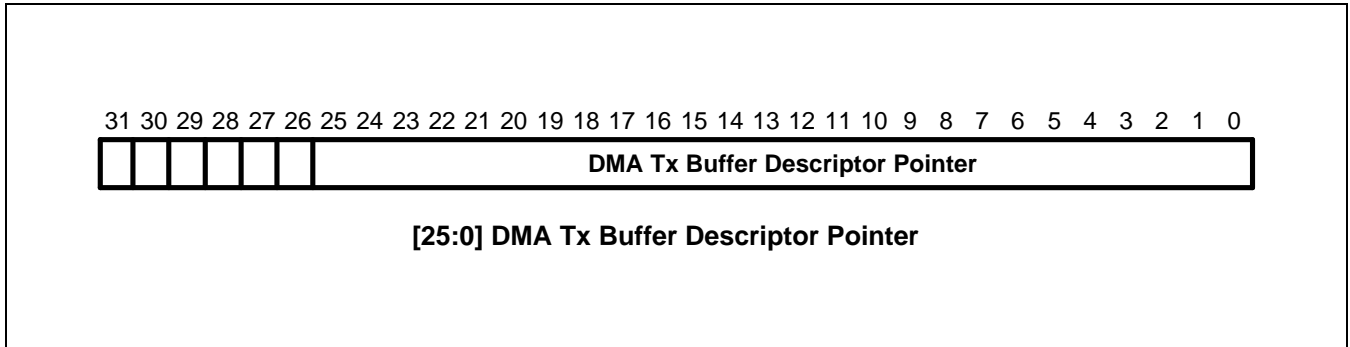 31 30 29 28 27 26 25 24 23 22 21 20 19 18 17 16 15 14 13 12 11 10 9 8 7 6 5 4 3 2 1 0
DMA Tx Buffer Descriptor Pointer
[25:0] DMA Tx Buffer Descriptor Pointer